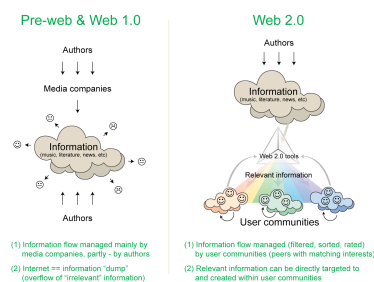 Pre-web & Web 1.0
Authors
Media companies
Information
(music, literature, news, etc)
Authors
(1) Information flow managed mainly by
media companies, partly - by authors
(2) Internet == information “dump”
(overflow of “irrelevant” information)
Web 2.0
Authors
Information
(music, literature, news, etc)
Web 2.0 tools
Relevant information
User communities
(1) Information flow managed (filtered, sorted, rated)
by user communities (peers with matching interests)
(2) Relevant information can be directly targeted to
and created within user communities